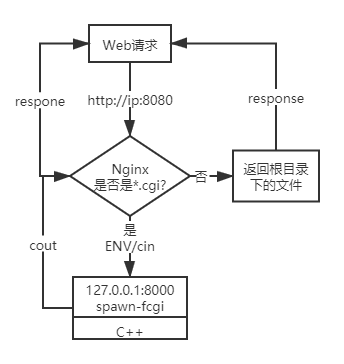 Web请求
respone
http://ip:8080
response
Nginx
是否是*.cgi?
否
返回根目录
下的文件
是
ENV/cin
cout
127.0.0.1:8000
spawn-fcgi
C++